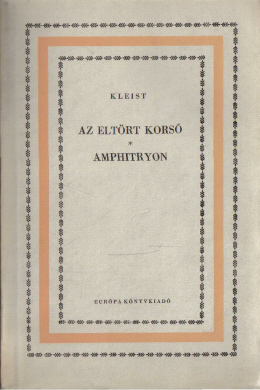 KLEIST
AZ ELTÖRT KORSÓ
*
AMPHITRYON
EURÓPA KÖNYVKIADÓ